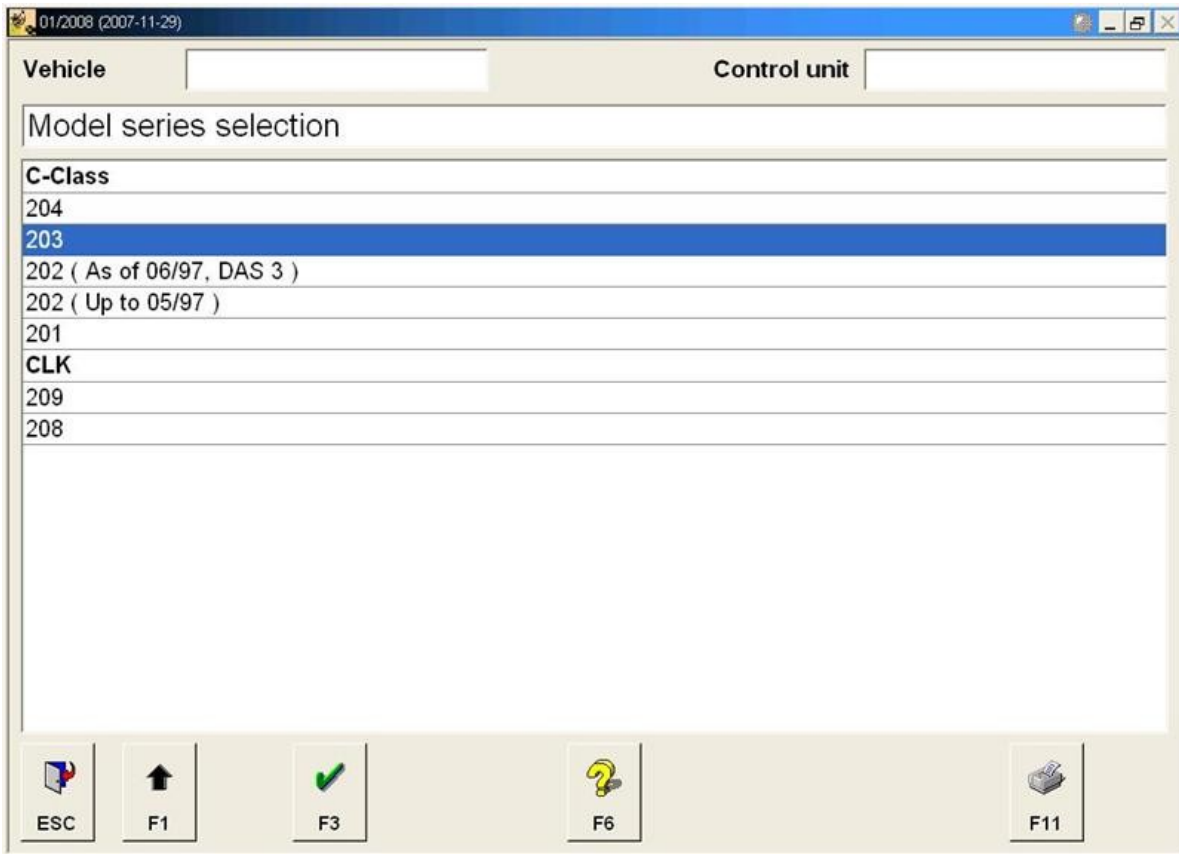 01/2008 (2007-11-29)
Vehicle Control unit
Model series selection
C-Class
204
203
202 ( As of 06/97, DAS 3 )
202 ( Up to 05/97 )
201
CLK
209
208
ESC F1 F3 F6 F11